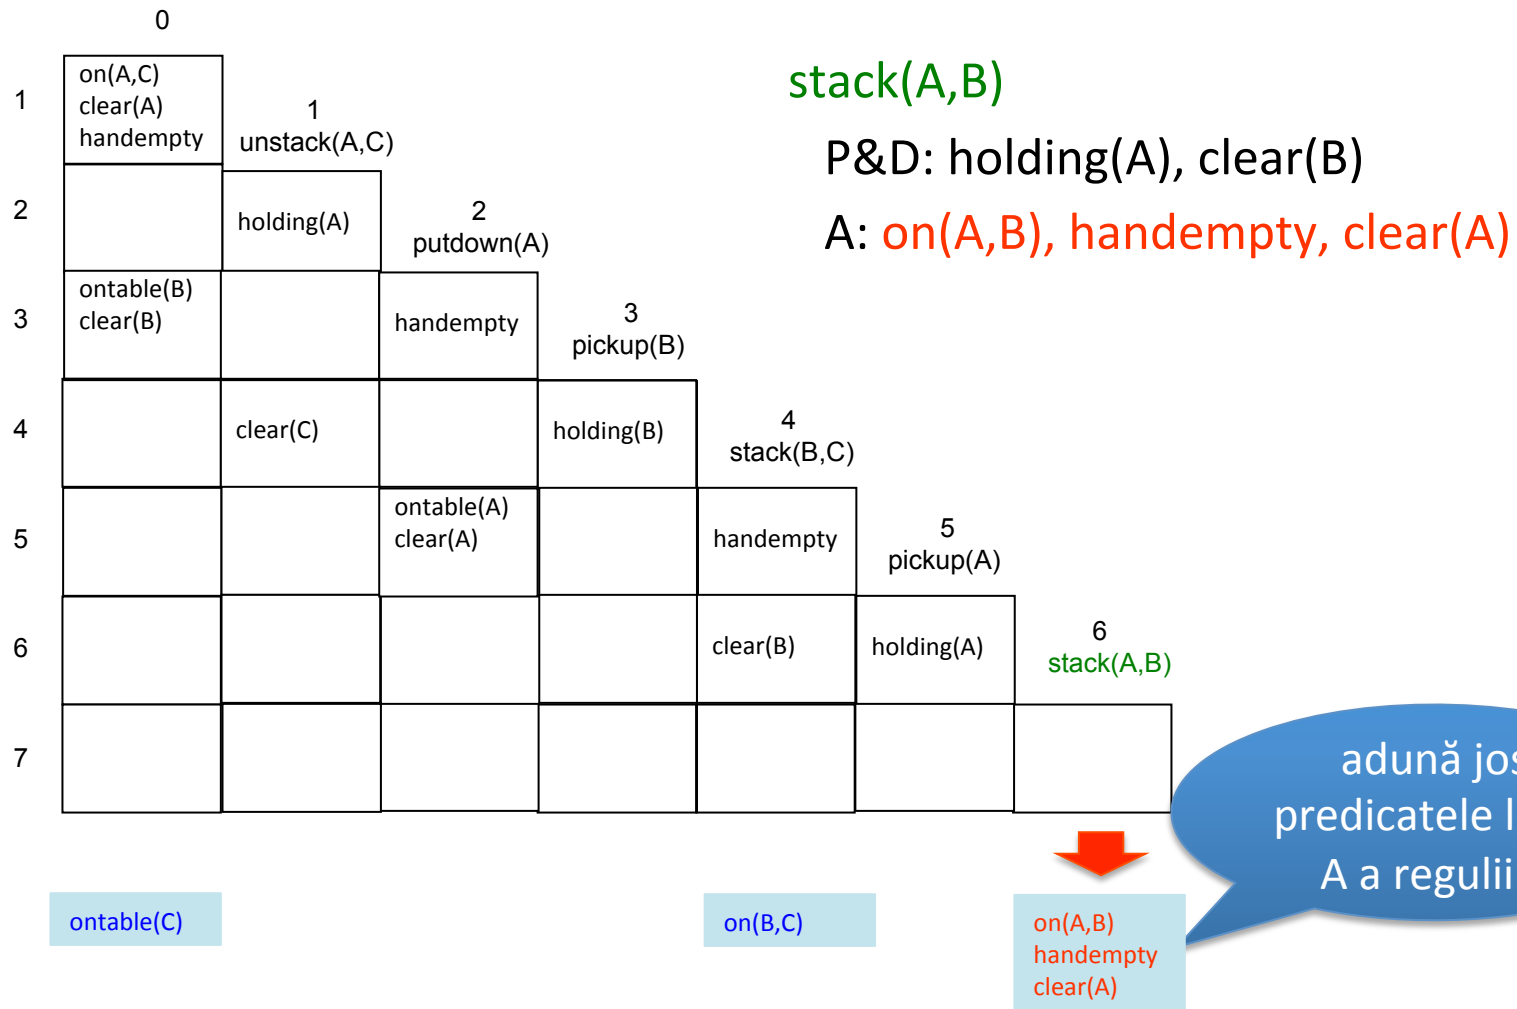 0
stack(A,B)
P&D: holding(A), clear(B)
A: on(A,B), handempty, clear(A)
1
on(A,C)
clear(A)
handempty
1
unstack(A,C)
2
holding(A)
2
putdown(A)
3
ontable(B)
clear(B)
handempty
3
pickup(B)
4
clear(C)
holding(B)
4
stack(B,C)
5
ontable(A)
clear(A)
handempty
5
pickup(A)
6
clear(B)
holding(A)
6
stack(A,B)
7
adună jos
predicatele
A a regulii
ontable(C)
on(B,C)
on(A,B)
handempty
clear(A)